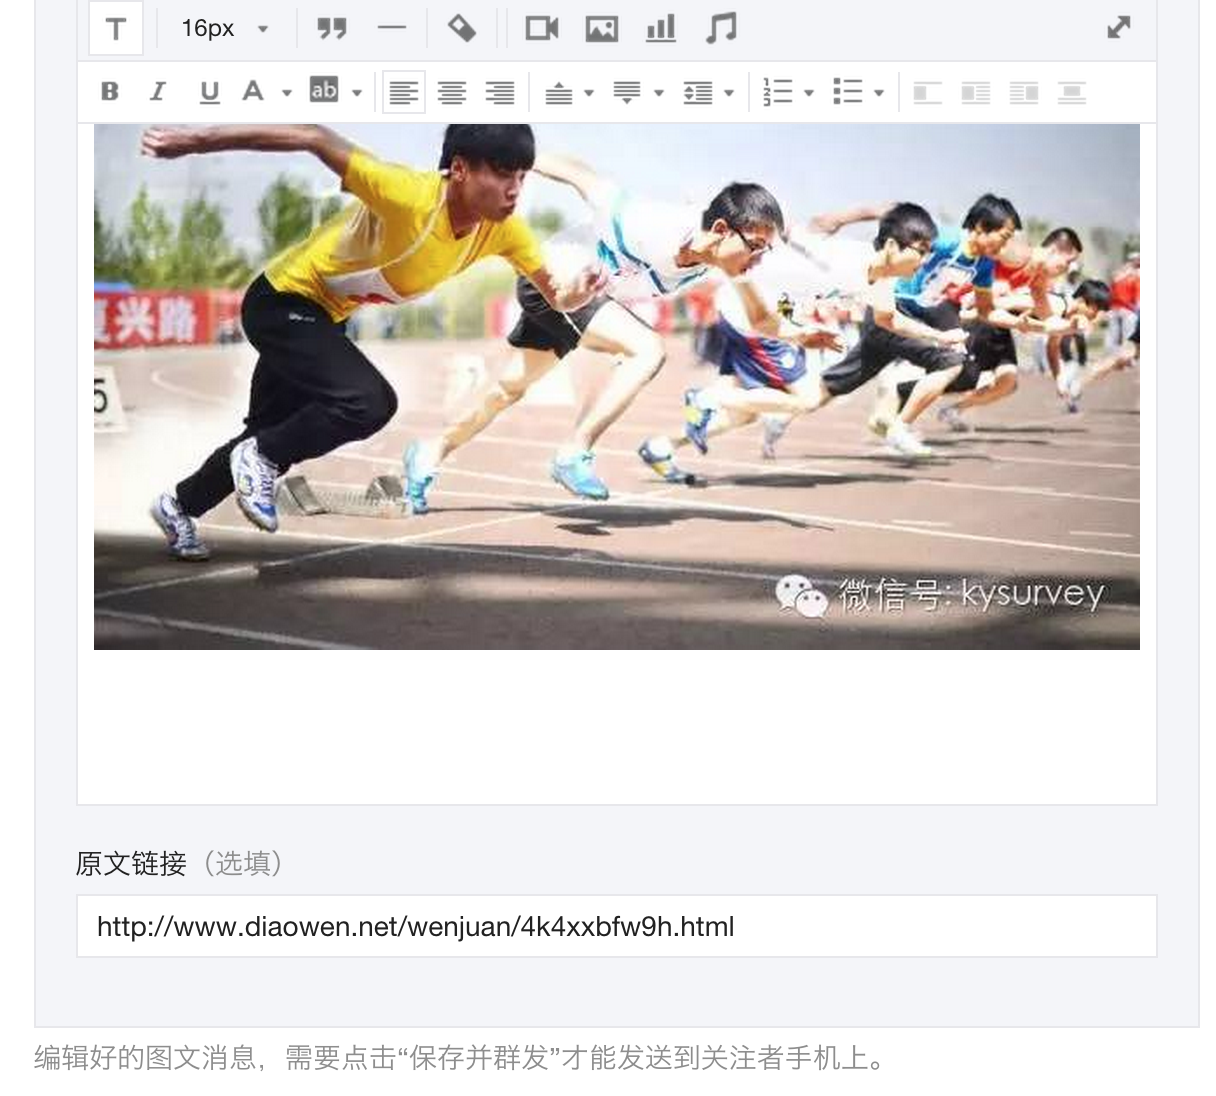 T 16px
B I U A ab
夏兴路
5
微信号: kysurvey
原文链接（选填）
http://www.diaowen.net/wenjuan/4k4xxbfw9h.html
编辑好的图文消息，需要点击“保存并群发”才能发送到关注者手机上。